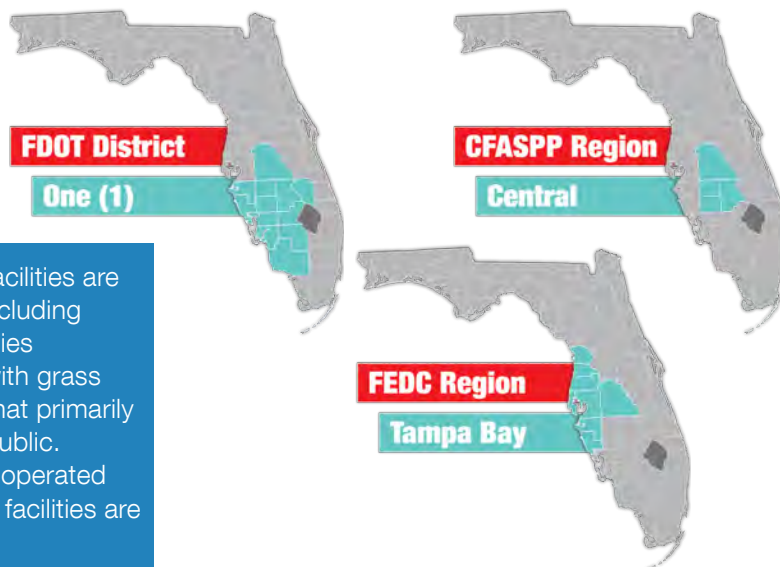 FDOT District
One (1)
CFASPP Region
Central
acilities are
cluding
ies
vith grass
hat primarily
ublic.
operated
facilities are
FEDC Region
Tampa Bay